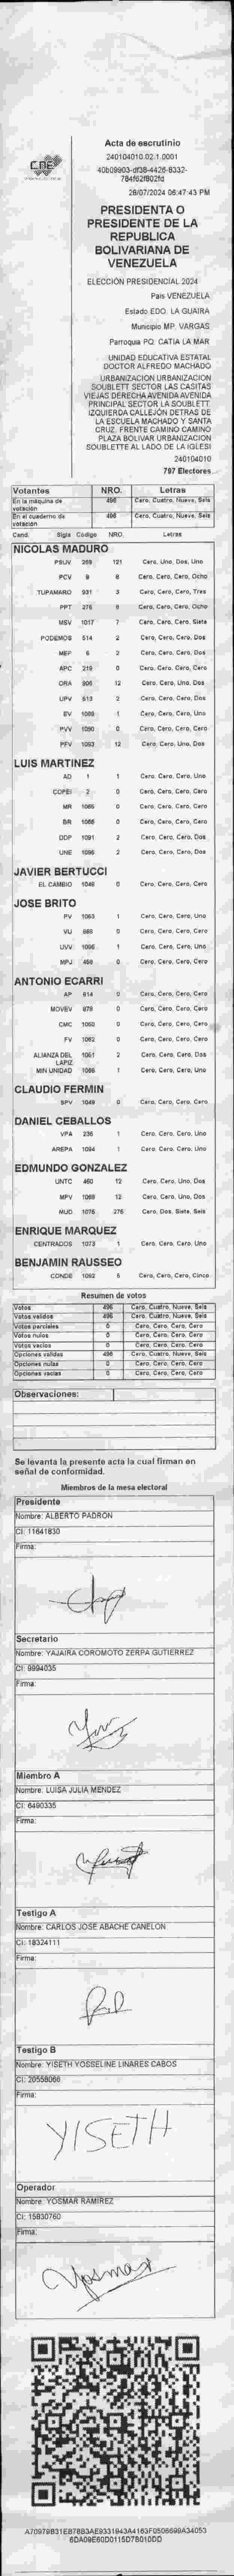 CNE
Acta de escrutinio
240104010.02.1.0001
40b09903-df38-4426-8332-
784f62f802fd
28/07/2024 06:47:43 PM
PRESIDENTA O
PRESIDENTE DE LA
REPUBLICA
BOLIVARIANA DE
VENEZUELA
ELECCIÓN PRESIDENCIAL 2024
País VENEZUELA
Estado EDO. LA GUAIRA
Municipio MP. VARGAS
Parroquia PQ. CATIA LA MAR
UNIDAD EDUCATIVA ESTATAL
DOCTOR ALFREDO MACHADO
URBANIZACION URBANIZACION
SOUBLETT SECTOR LAS CASITAS
VIEJAS DERECHA AVENIDA AVENIDA
PRINCIPAL SECTOR LA SOUBLETT.
IZQUIERDA CALLEJÓN DETRAS DE
LA ESCUELA MACHADO Y SANTA
CRUZ. FRENTE CAMINO CAMINO
PLAZA BOLIVAR URBANIZACION
SOUBLETTE AL LADO DE LA IGLESI
240104010
797 Electores
Votantes NRO. Letras
En la máquina de votación 496 Cero, Cuatro, Nueve, Seis
En el cuaderno de votación 496 Cero, Cuatro, Nueve, Seis
Cand. Sigla Código NRO. Letras
NICOLAS MADURO
PSUV 269 121 Cero, Uno, Dos, Uno
PCV 9 8 Cero, Cero, Cero, Ocho
TUPAMARO 931 3 Cero, Cero, Cero, Tres
PPT 276 8 Cero, Cero, Cero, Ocho
MSV 1017 7 Cero, Cero, Cero, Siete
PODEMOS 514 2 Cero, Cero, Cero, Dos
MEP 6 2 Cero, Cero, Cero, Dos
APC 219 0 Cero, Cero, Cero, Cero
ORA 906 12 Cero, Cero, Uno, Dos
UPV 613 2 Cero, Cero, Cero, Dos
EV 1089 1 Cero, Cero, Cero, Uno
PVV 1090 0 Cero, Cero, Cero, Cero
PFV 1093 12 Cero, Cero, Uno, Dos
LUIS MARTINEZ
AD 1 1 Cero, Cero, Cero, Uno
COPEI 2 0 Cero, Cero, Cero, Cero
MR 1065 0 Cero, Cero, Cero, Cero
BR 1066 0 Cero, Cero, Cero, Cero
DDP 1091 2 Cero, Cero, Cero, Dos
UNE 1096 2 Cero, Cero, Cero, Dos
JAVIER BERTUCCI
EL CAMBIO 1048 0 Cero, Cero, Cero, Cero
JOSE BRITO
PV 1063 1 Cero, Cero, Cero, Uno
VU 868 0 Cero, Cero, Cero, Cero
UVV 1 Cero, Cero, Cero, Uno
MPJ 450 0 Cero, Cero, Cero, Cero
ANTONIO ECARRI
AP 814 0 Cero, Cero, Cero, Cero
MOVEV 878 0 Cero, Cero, Cero, Cero
CMC 1050 0 Cero, Cero, Cero, Cero
FV 1062 0 Cero, Cero, Cero, Cero
ALIANZA DEL LAPIZ 1061 2 Cero, Cero, Cero, Dos
MIN UNIDAD 1086 1 Cero, Cero, Cero, Uno
CLAUDIO FERMIN
SPV 1049 0 Cero, Cero, Cero, Cero
DANIEL CEBALLOS
VPA 236 1 Cero, Cero, Cero, Uno
AREPA 1094 1 Cero, Cero, Cero, Uno
EDMUNDO GONZALEZ
UNTC 460 12 Cero, Cero, Uno, Dos
MPV 1069 12 Cero, Cero, Uno, Dos
MUD 1076 276 Cero, Dos, Siete, Seis
ENRIQUE MARQUEZ
CENTRADOS 1073 1 Cero, Cero, Cero, Uno
BENJAMIN RAUSSEO
CONDE 1092 5 Cero, Cero, Cero, Cinco
Resumen de votos
Votos 496 Cero, Cuatro, Nueve, Seis
Votos validos 496 Cero, Cuatro, Nueve, Seis
Votos parciales 0 Cero, Cero, Cero, Cero
Votos nulos 0 Cero, Cero, Cero, Cero
Votos vacios 0 Cero, Cero, Cero, Cero
Opciones validas 496 Cero, Cuatro, Nueve, Seis
Opciones nulas 0 Cero, Cero, Cero, Cero
Opciones vacias 0 Cero, Cero, Cero, Cero
Observaciones:
Se levanta la presente acta la cual firman en
señal de conformidad.
Miembros de la mesa electoral
Presidente
Nombre: ALBERTO PADRÓN
CI: 11641830
Firma:
Secretario
Nombre: YAJAIRA COROMOTO ZERPA GUTIERREZ
CI: 9994035
Firma:
Miembro A
Nombre: LUISA JULIA MENDEZ
CI: 6490335
Firma:
Testigo A
Nombre: CARLOS JOSE ABACHE CANELON
CI: 18324111
Firma:
Testigo B
Nombre: YISETH YOSSELINE LINARES CABOS
CI: 20558066
Firma:
YISETH
Operador
Nombre: YOSMAR RAMIREZ
CI: 15830760
Firma:
Yosmar
A70979B31EB78B3AE9331943A4163F0506699A34053
6DA09E60D0115D7B010DD